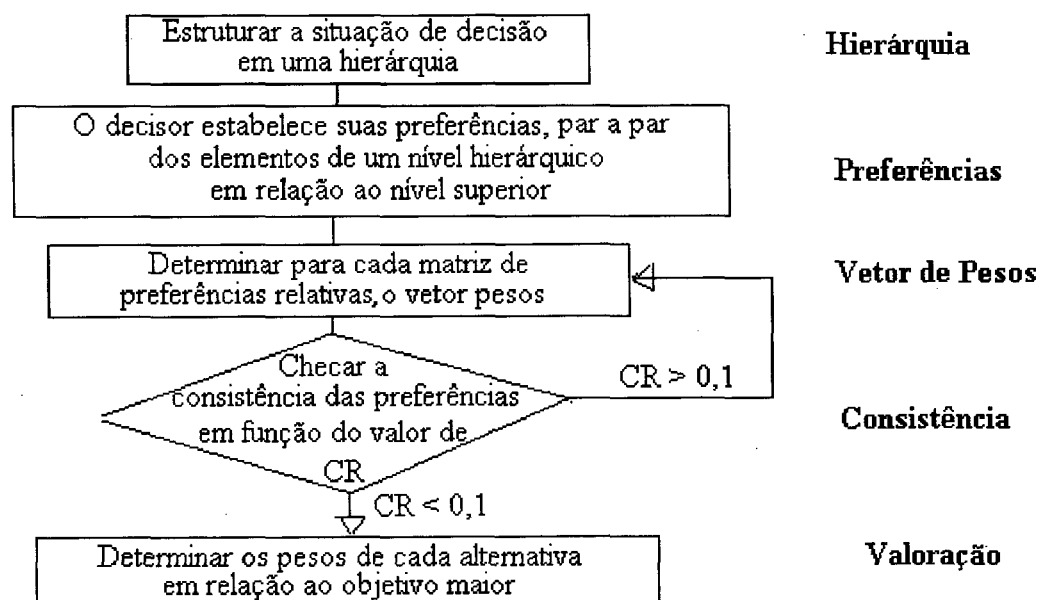 Estruturar a situação de decisão
em uma hierárquia
Hierárquia
O decisor estabelece suas preferências, par a par
dos elementos de um nível hierárquico
em relação ao nível superior
Preferências
Determinar para cada matriz de
preferências relativas, o vetor pesos
Vetor de Pesos
Checar a
consistência das preferências
em função do valor de
CR
CR > 0,1
Consistência
CR < 0,1
Determinar os pesos de cada alternativa
em relação ao objetivo maior
Valoração